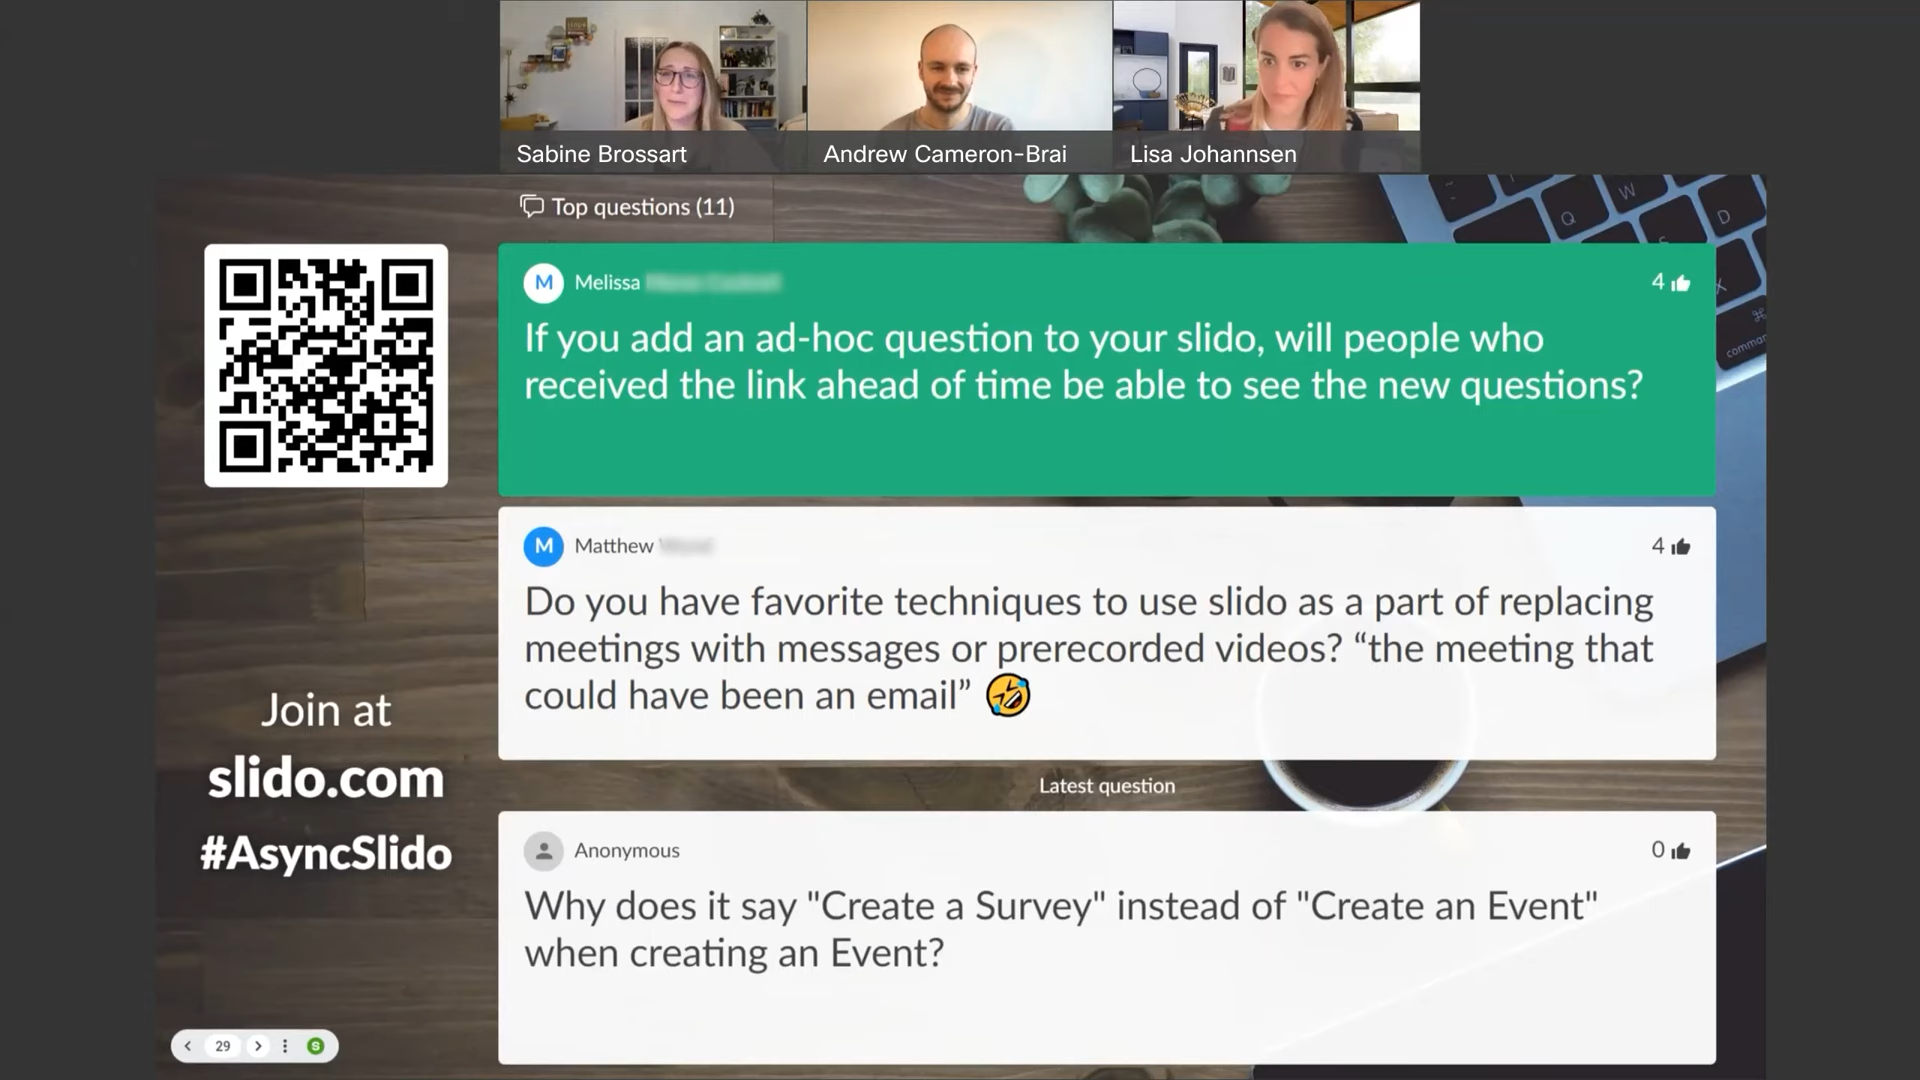 Sabine Brossart
Andrew Cameron-Brai
Lisa Johannsen
Top questions (11)
M
Melissa
4
If you add an ad-hoc question to your slido, will people who
received the link ahead of time be able to see the new questions?
M
Matthew
4
Do you have favorite techniques to use slido as a part of replacing
meetings with messages or prerecorded videos? “the meeting that
could have been an email” 🤣
Join at
slido.com
#AsyncSlido
Latest question
Anonymous
0
Why does it say "Create a Survey" instead of "Create an Event"
when creating an Event?
29
S
W
Q
D
X
⌘